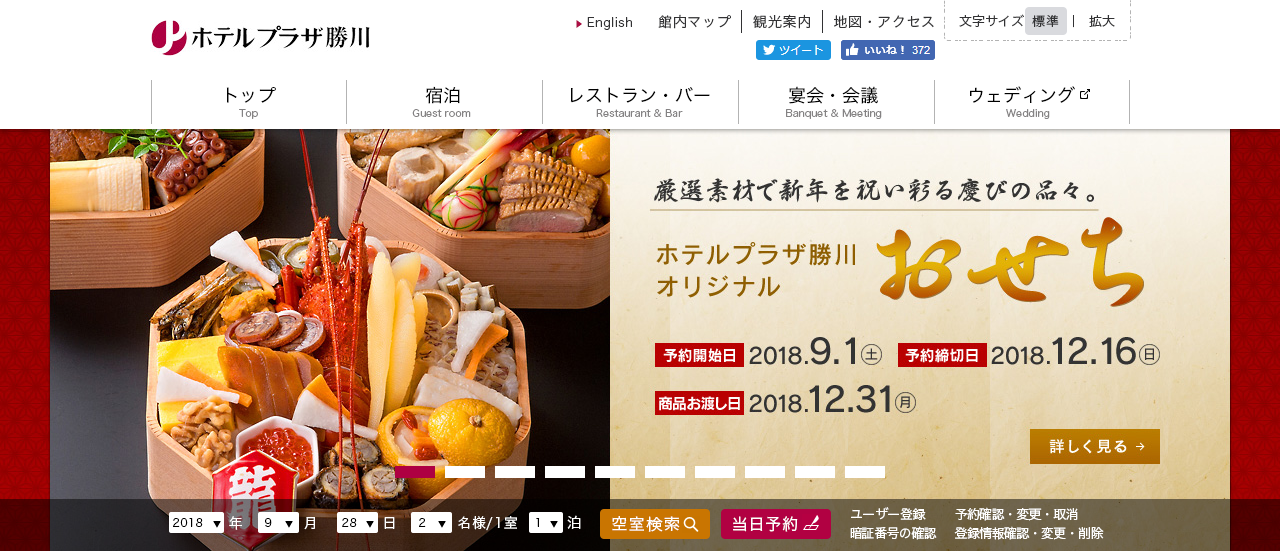 ホテルプラザ勝川
English
館内マップ
観光案内
地図・アクセス
文字サイズ 標準 | 拡大
ツイート
いいね！ 372
トップ
Top
宿泊
Guest room
レストラン・バー
Restaurant & Bar
宴会・会議
Banquet & Meeting
ウェディング
Wedding
厳選素材で新年を祝い彩る慶びの品々。
ホテルプラザ勝川
オリジナル
おせち
予約開始日 2018.9.1 土
予約締切日 2018.12.16 日
商品お渡し日 2018.12.31 月
詳しく見る
龍
2018 年 9 月 28 日 2 名様/1室 1 泊
空室検索
当日予約
ユーザー登録
予約確認・変更・取消
暗証番号の確認
登録情報確認・変更・削除